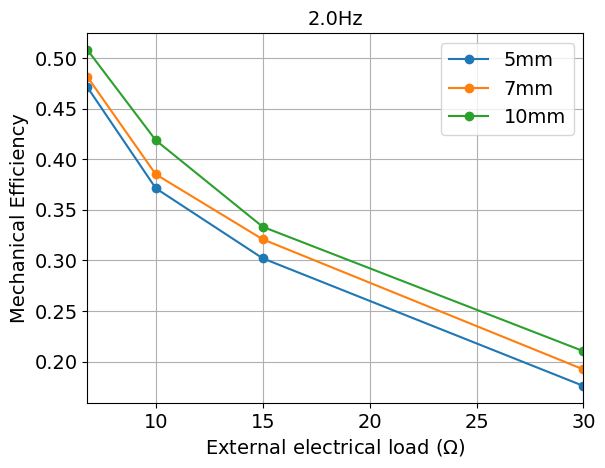 2.0Hz
5mm
7mm
10mm
Mechanical Efficiency
0.50
0.45
0.40
0.35
0.30
0.25
0.20
10 15 20 25 30
External electrical load (Ω)